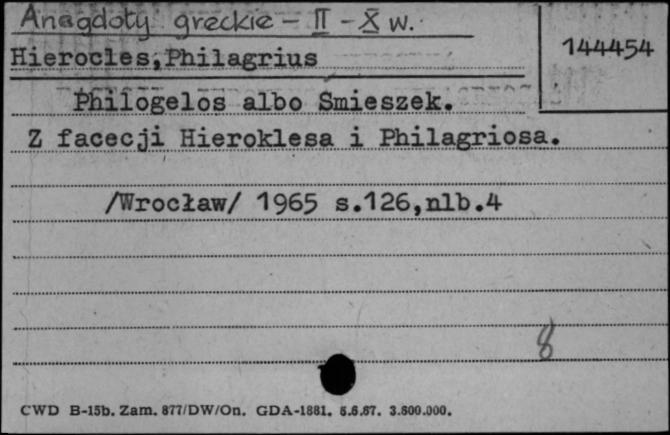 Anegdoty greckie – II – X w.
144454
Hierocles,Philagrius
Philogelos albo Śmieszek.
Z facecji Hieroklesa i Philagriosa.
/Wrocław/ 1965 s.126,nlb.4
8
CWD B-15b. Zam. 877/DW/On. GDA-1881. 5.6.67. 3.800.000.